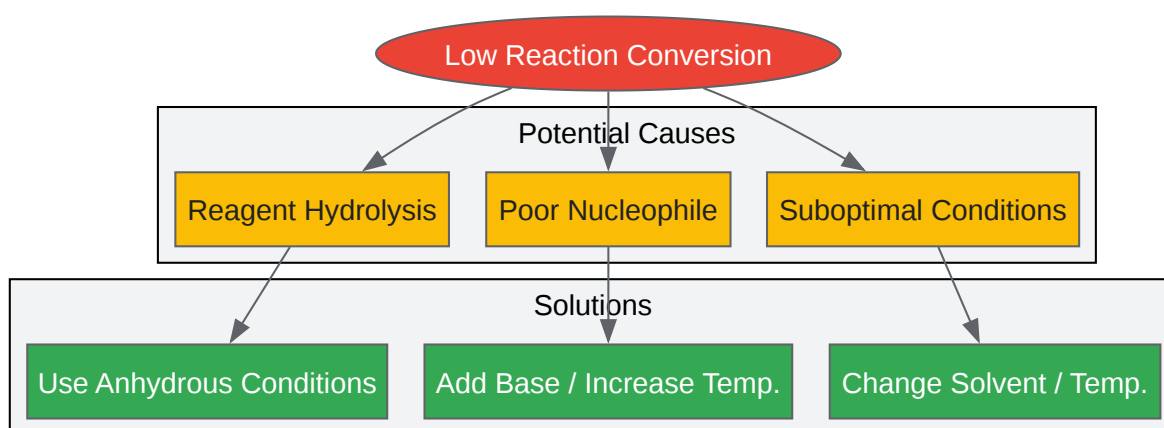 Low Reaction Conversion
Potential Causes
Reagent Hydrolysis
Poor Nucleophile
Suboptimal Conditions
Solutions
Use Anhydrous Conditions
Add Base / Increase Temp.
Change Solvent / Temp.